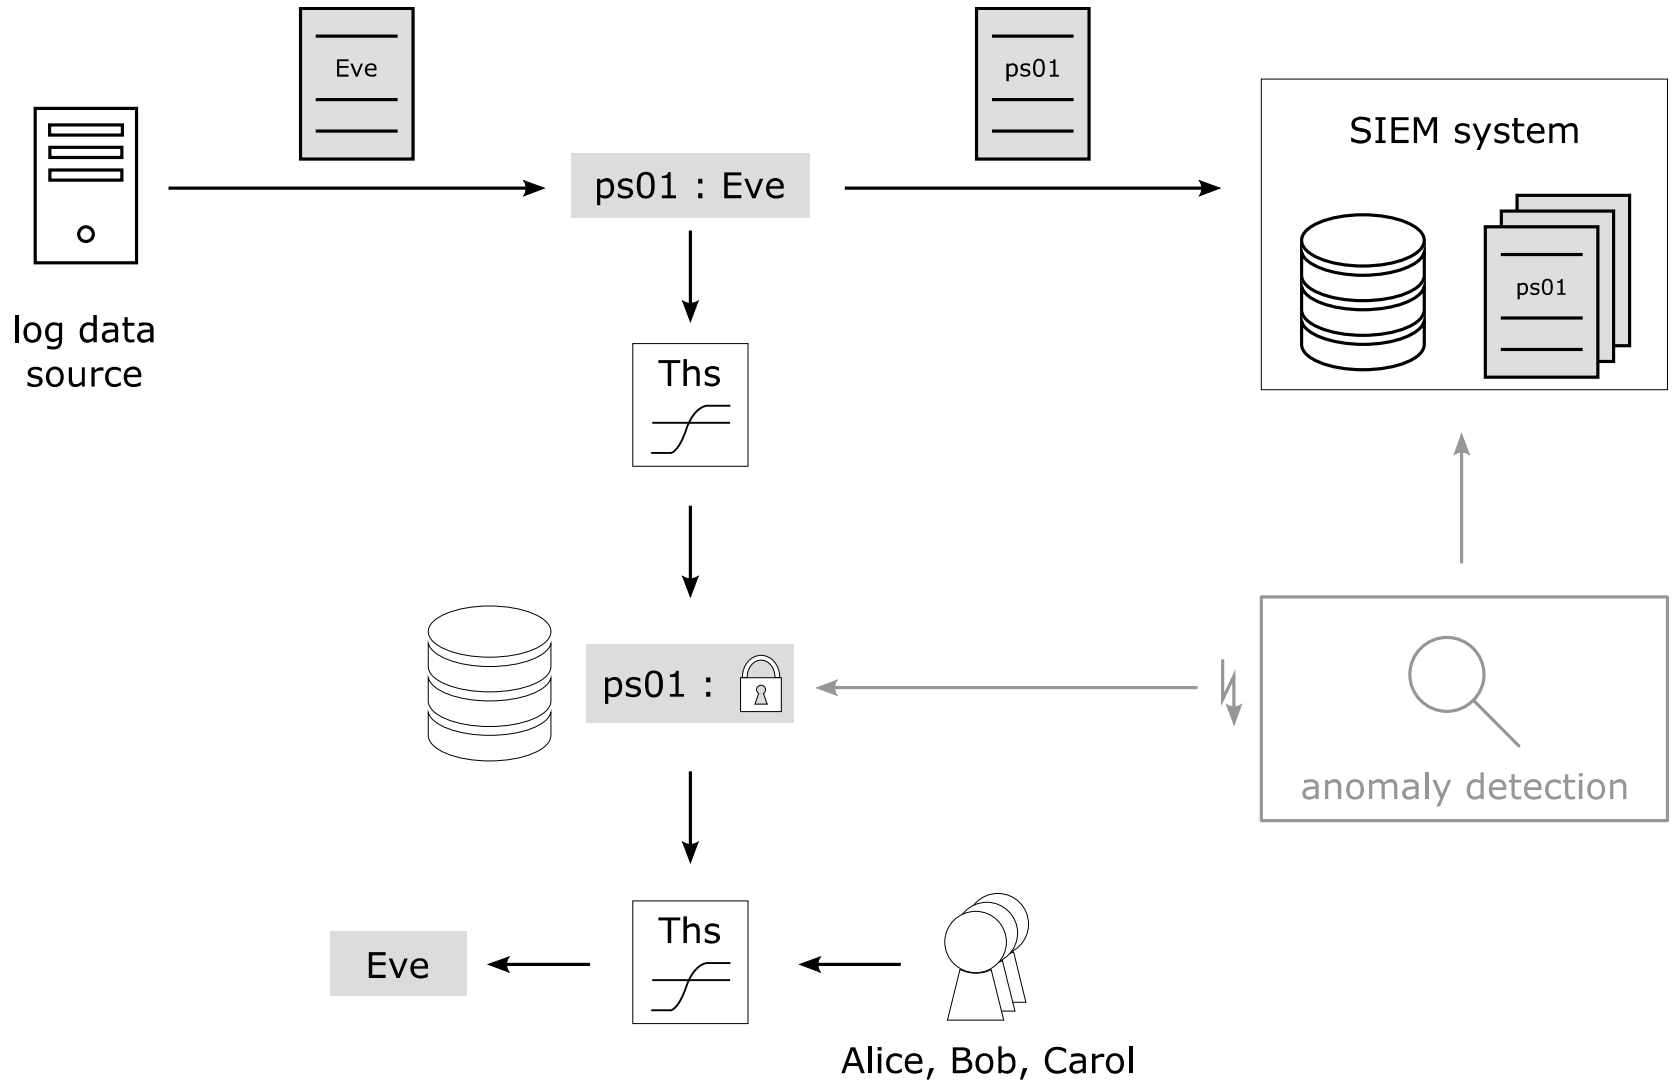 Eve
ps01
SIEM system
ps01 : Eve
ps01
log data
source
Ths
ps01 :
anomaly detection
Ths
Eve
Alice, Bob, Carol